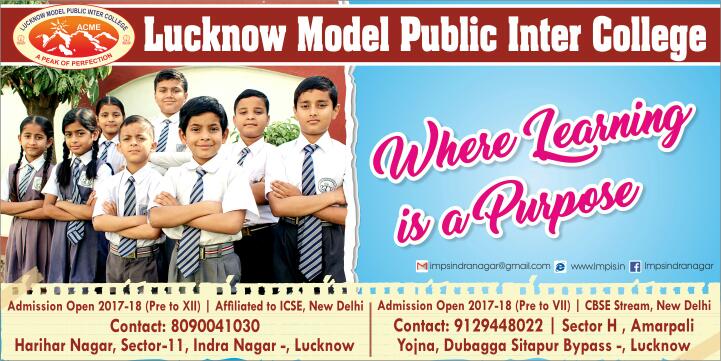 LUCKNOW MODEL PUBLIC INTER COLLEGE
ACME
A PEAK OF PERFECTION
Lucknow Model Public Inter College
Where Learning
is a Purpose
impsindranagar@gmail.com www.lmpis.in lmpsindranagar
Admission Open 2017-18 (Pre to XII) | Affiliated to ICSE, New Delhi
Contact: 8090041030
Harihar Nagar, Sector-11, Indra Nagar -, Lucknow
Admission Open 2017-18 (Pre to VII) | CBSE Stream, New Delhi
Contact: 9129448022 | Sector H , Amarpali
Yojna, Dubagga Sitapur Bypass -, Lucknow